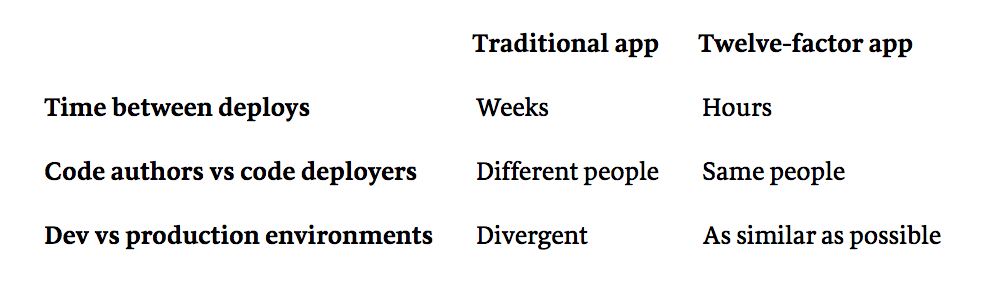 Traditional app Twelve-factor app
Time between deploys Weeks Hours
Code authors vs code deployers Different people Same people
Dev vs production environments Divergent As similar as possible